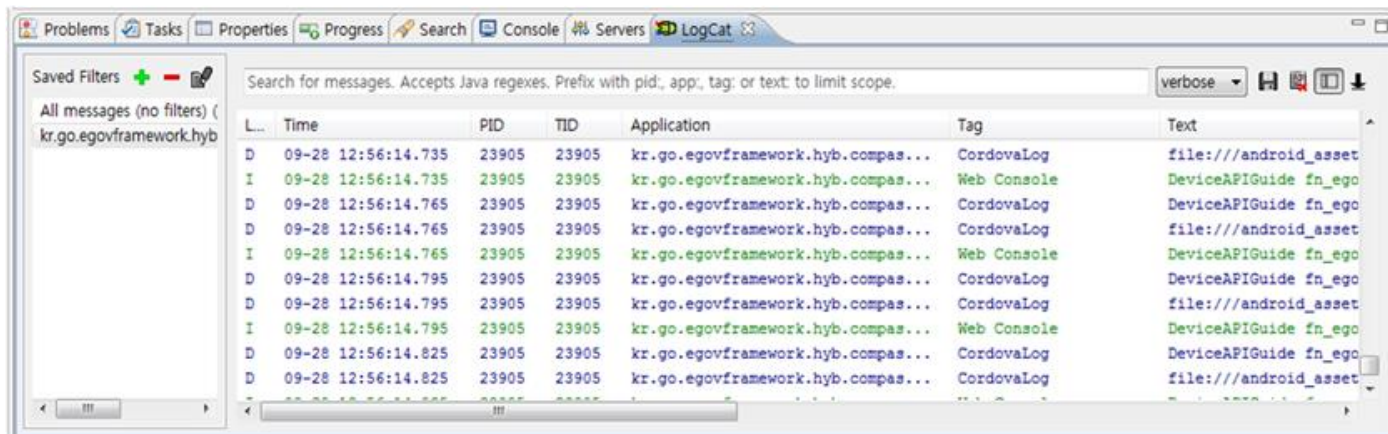 Problems Tasks Properties Progress Search Console Servers LogCat
Saved Filters
All messages (no filters) (
kr.go.egovframework.hyb
Search for messages. Accepts Java regexes. Prefix with pid:, app:, tag: or text: to limit scope. verbose
L... Time PID TID Application Tag Text
D 09-28 12:56:14.735 23905 23905 kr.go.egovframework.hyb.compas... CordovaLog file:///android_asset
I 09-28 12:56:14.735 23905 23905 kr.go.egovframework.hyb.compas... Web Console DeviceAPIGuide fn_ego
D 09-28 12:56:14.765 23905 23905 kr.go.egovframework.hyb.compas... CordovaLog DeviceAPIGuide fn_ego
D 09-28 12:56:14.765 23905 23905 kr.go.egovframework.hyb.compas... CordovaLog file:///android_asset
I 09-28 12:56:14.765 23905 23905 kr.go.egovframework.hyb.compas... Web Console DeviceAPIGuide fn_ego
D 09-28 12:56:14.795 23905 23905 kr.go.egovframework.hyb.compas... CordovaLog DeviceAPIGuide fn_ego
D 09-28 12:56:14.795 23905 23905 kr.go.egovframework.hyb.compas... CordovaLog file:///android_asset
I 09-28 12:56:14.795 23905 23905 kr.go.egovframework.hyb.compas... Web Console DeviceAPIGuide fn_ego
D 09-28 12:56:14.825 23905 23905 kr.go.egovframework.hyb.compas... CordovaLog DeviceAPIGuide fn_ego
D 09-28 12:56:14.825 23905 23905 kr.go.egovframework.hyb.compas... CordovaLog file:///android_asset